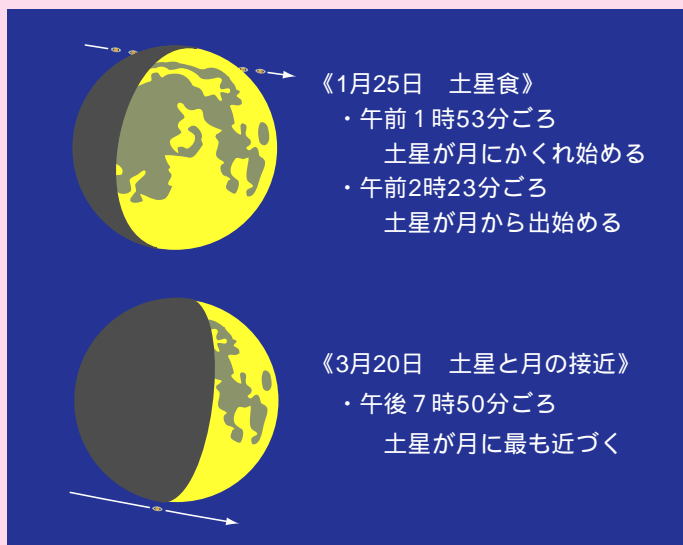 《1月25日　土星食》
・午前１時53分ごろ
土星が月にかくれ始める
・午前2時23分ごろ
土星が月から出始める
《3月20日　土星と月の接近》
・午後７時50分ごろ
土星が月に最も近づく